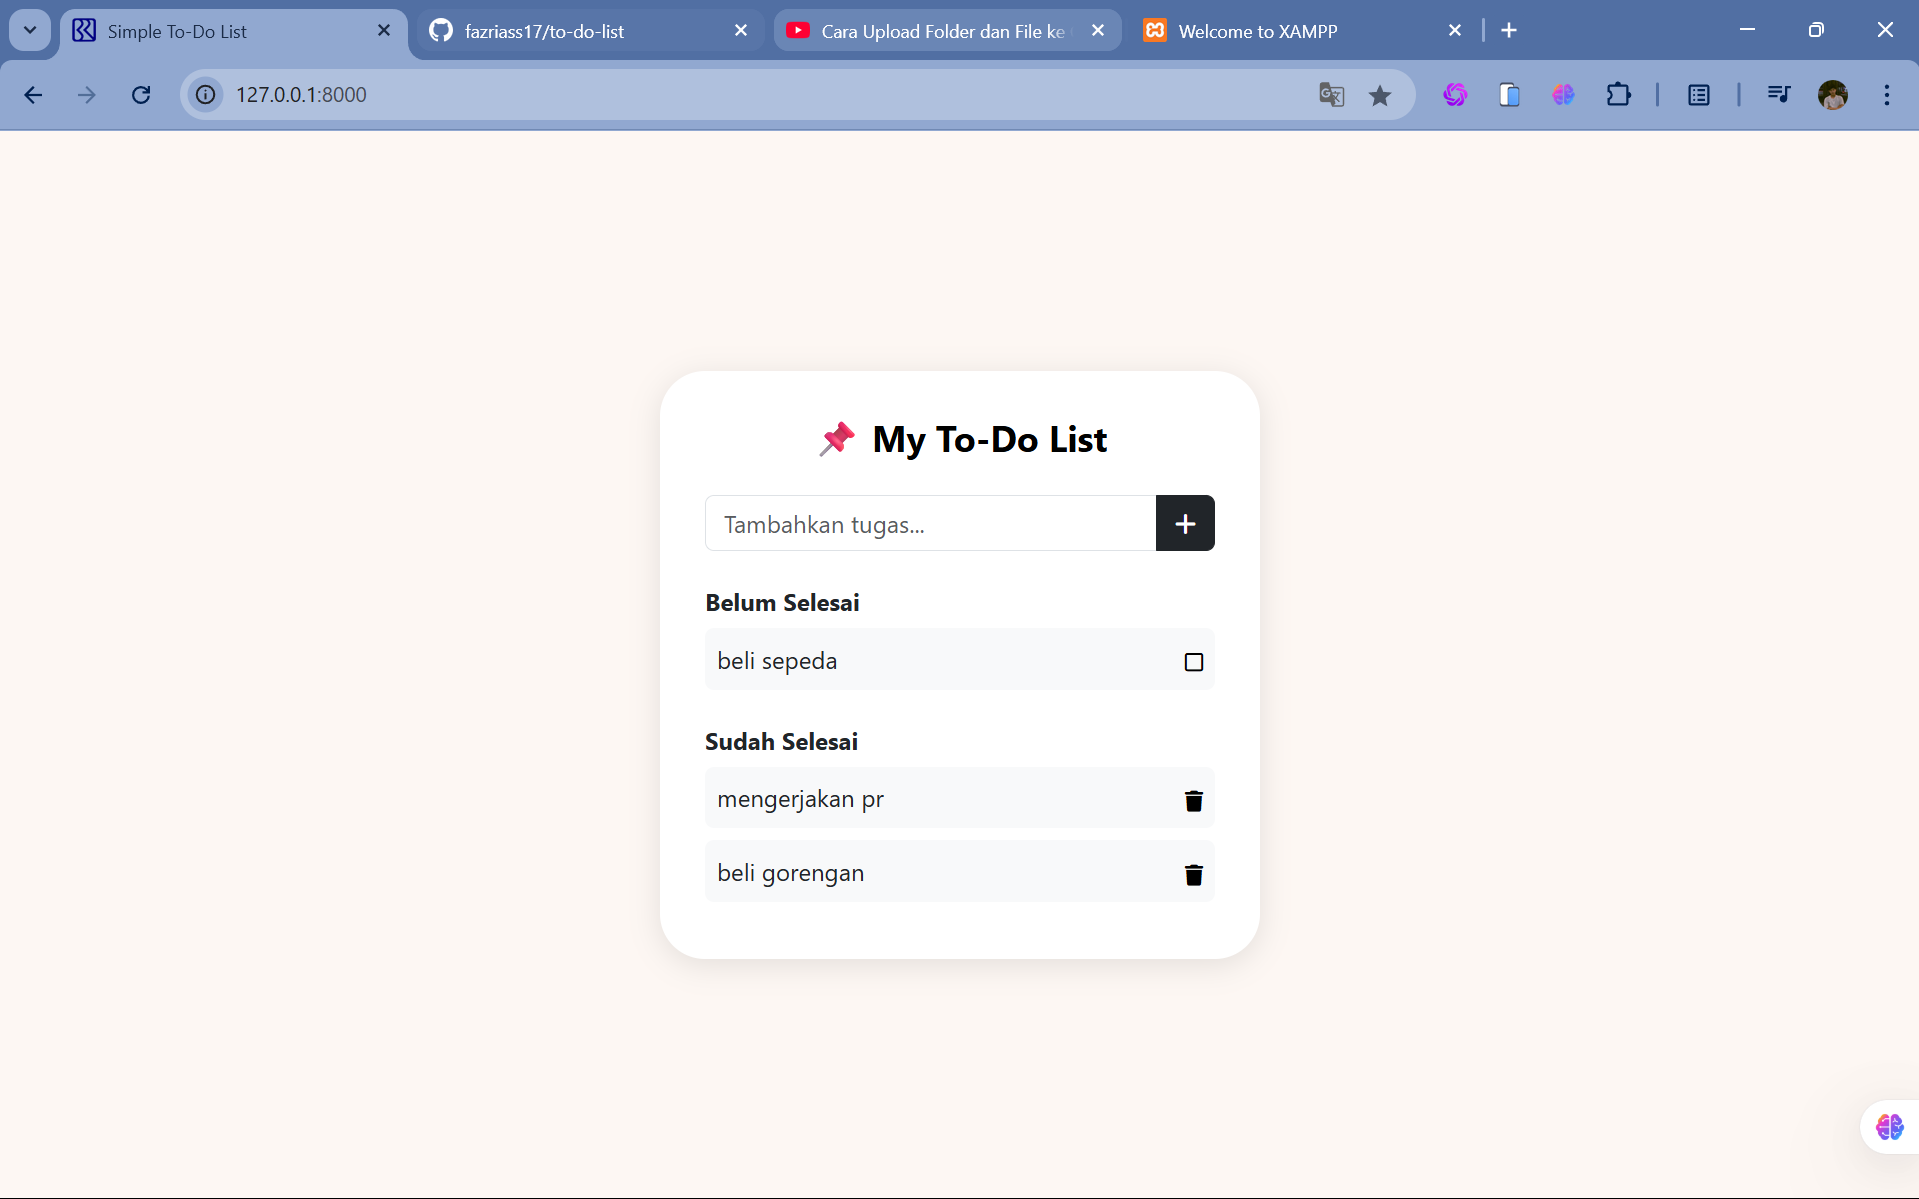 Simple To-Do List
fazriass17/to-do-list
Cara Upload Folder dan File ke
Welcome to XAMPP
127.0.0.1:8000
My To-Do List
Tambahkan tugas...
Belum Selesai
beli sepeda
Sudah Selesai
mengerjakan pr
beli gorengan